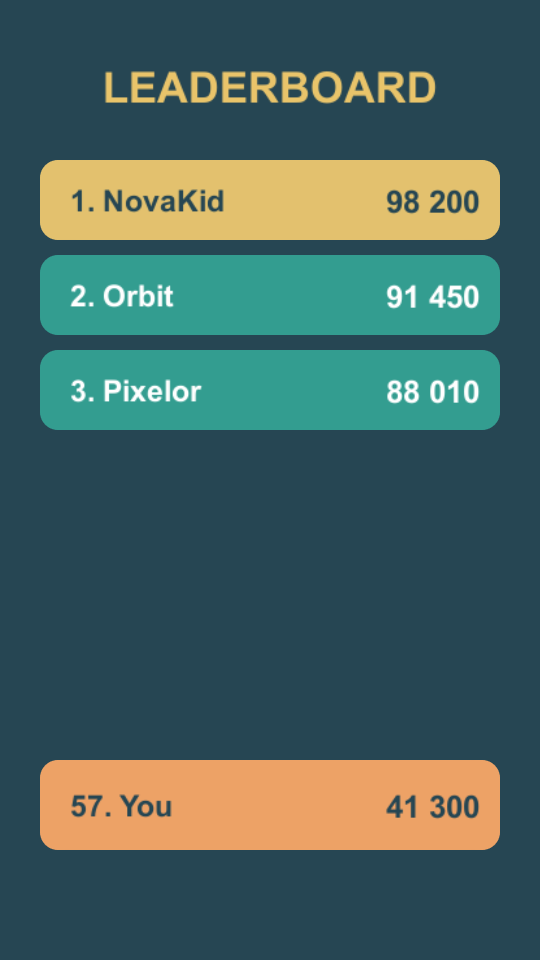 LEADERBOARD
1. NovaKid 98 200
2. Orbit 91 450
3. Pixelor 88 010
57. You 41 300